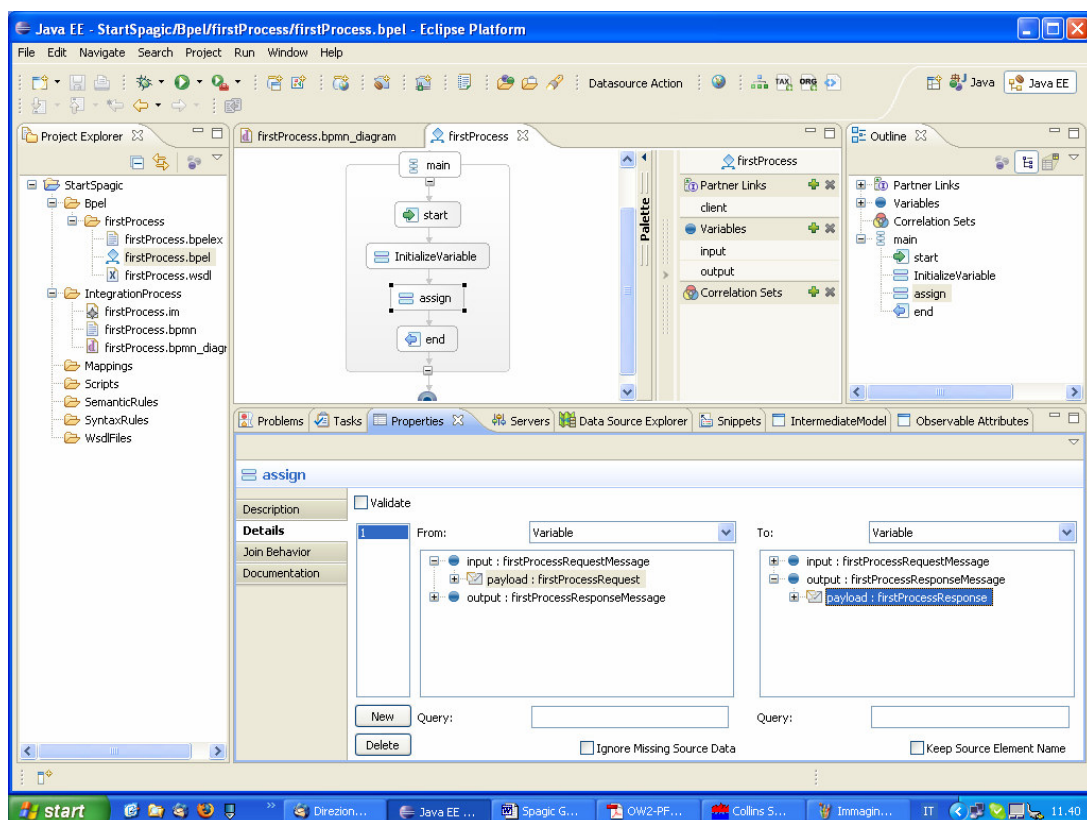 Java EE - StartSpagic/Bpel/firstProcess/firstProcess.bpel - Eclipse Platform
File Edit Navigate Search Project Run Window Help
Datasource Action
TAX
ORG
Java
Java EE
Project Explorer
StartSpagic
Bpel
firstProcess
firstProcess.bpelex
firstProcess.bpel
firstProcess.wsdl
IntegrationProcess
firstProcess.im
firstProcess.bpmn
firstProcess.bpmn_diagr
Mappings
Scripts
SemanticRules
SyntaxRules
WsdlFiles
firstProcess.bpmn_diagram
firstProcess
main
start
InitializeVariable
assign
end
Palette
firstProcess
Partner Links
client
Variables
input
output
Correlation Sets
Outline
Partner Links
Variables
Correlation Sets
main
start
InitializeVariable
assign
end
Problems
Tasks
Properties
Servers
Data Source Explorer
Snippets
IntermediateModel
Observable Attributes
assign
Description
Details
Join Behavior
Documentation
Validate
1
From:
Variable
input : firstProcessRequestMessage
payload : firstProcessRequest
output : firstProcessResponseMessage
To:
Variable
input : firstProcessRequestMessage
output : firstProcessResponseMessage
payload : firstProcessResponse
New
Delete
Query:
Ignore Missing Source Data
Query:
Keep Source Element Name
start
Direzion...
Java EE ...
Spagic G...
OW2-PF...
Collins S...
Immagin...
IT
11.40